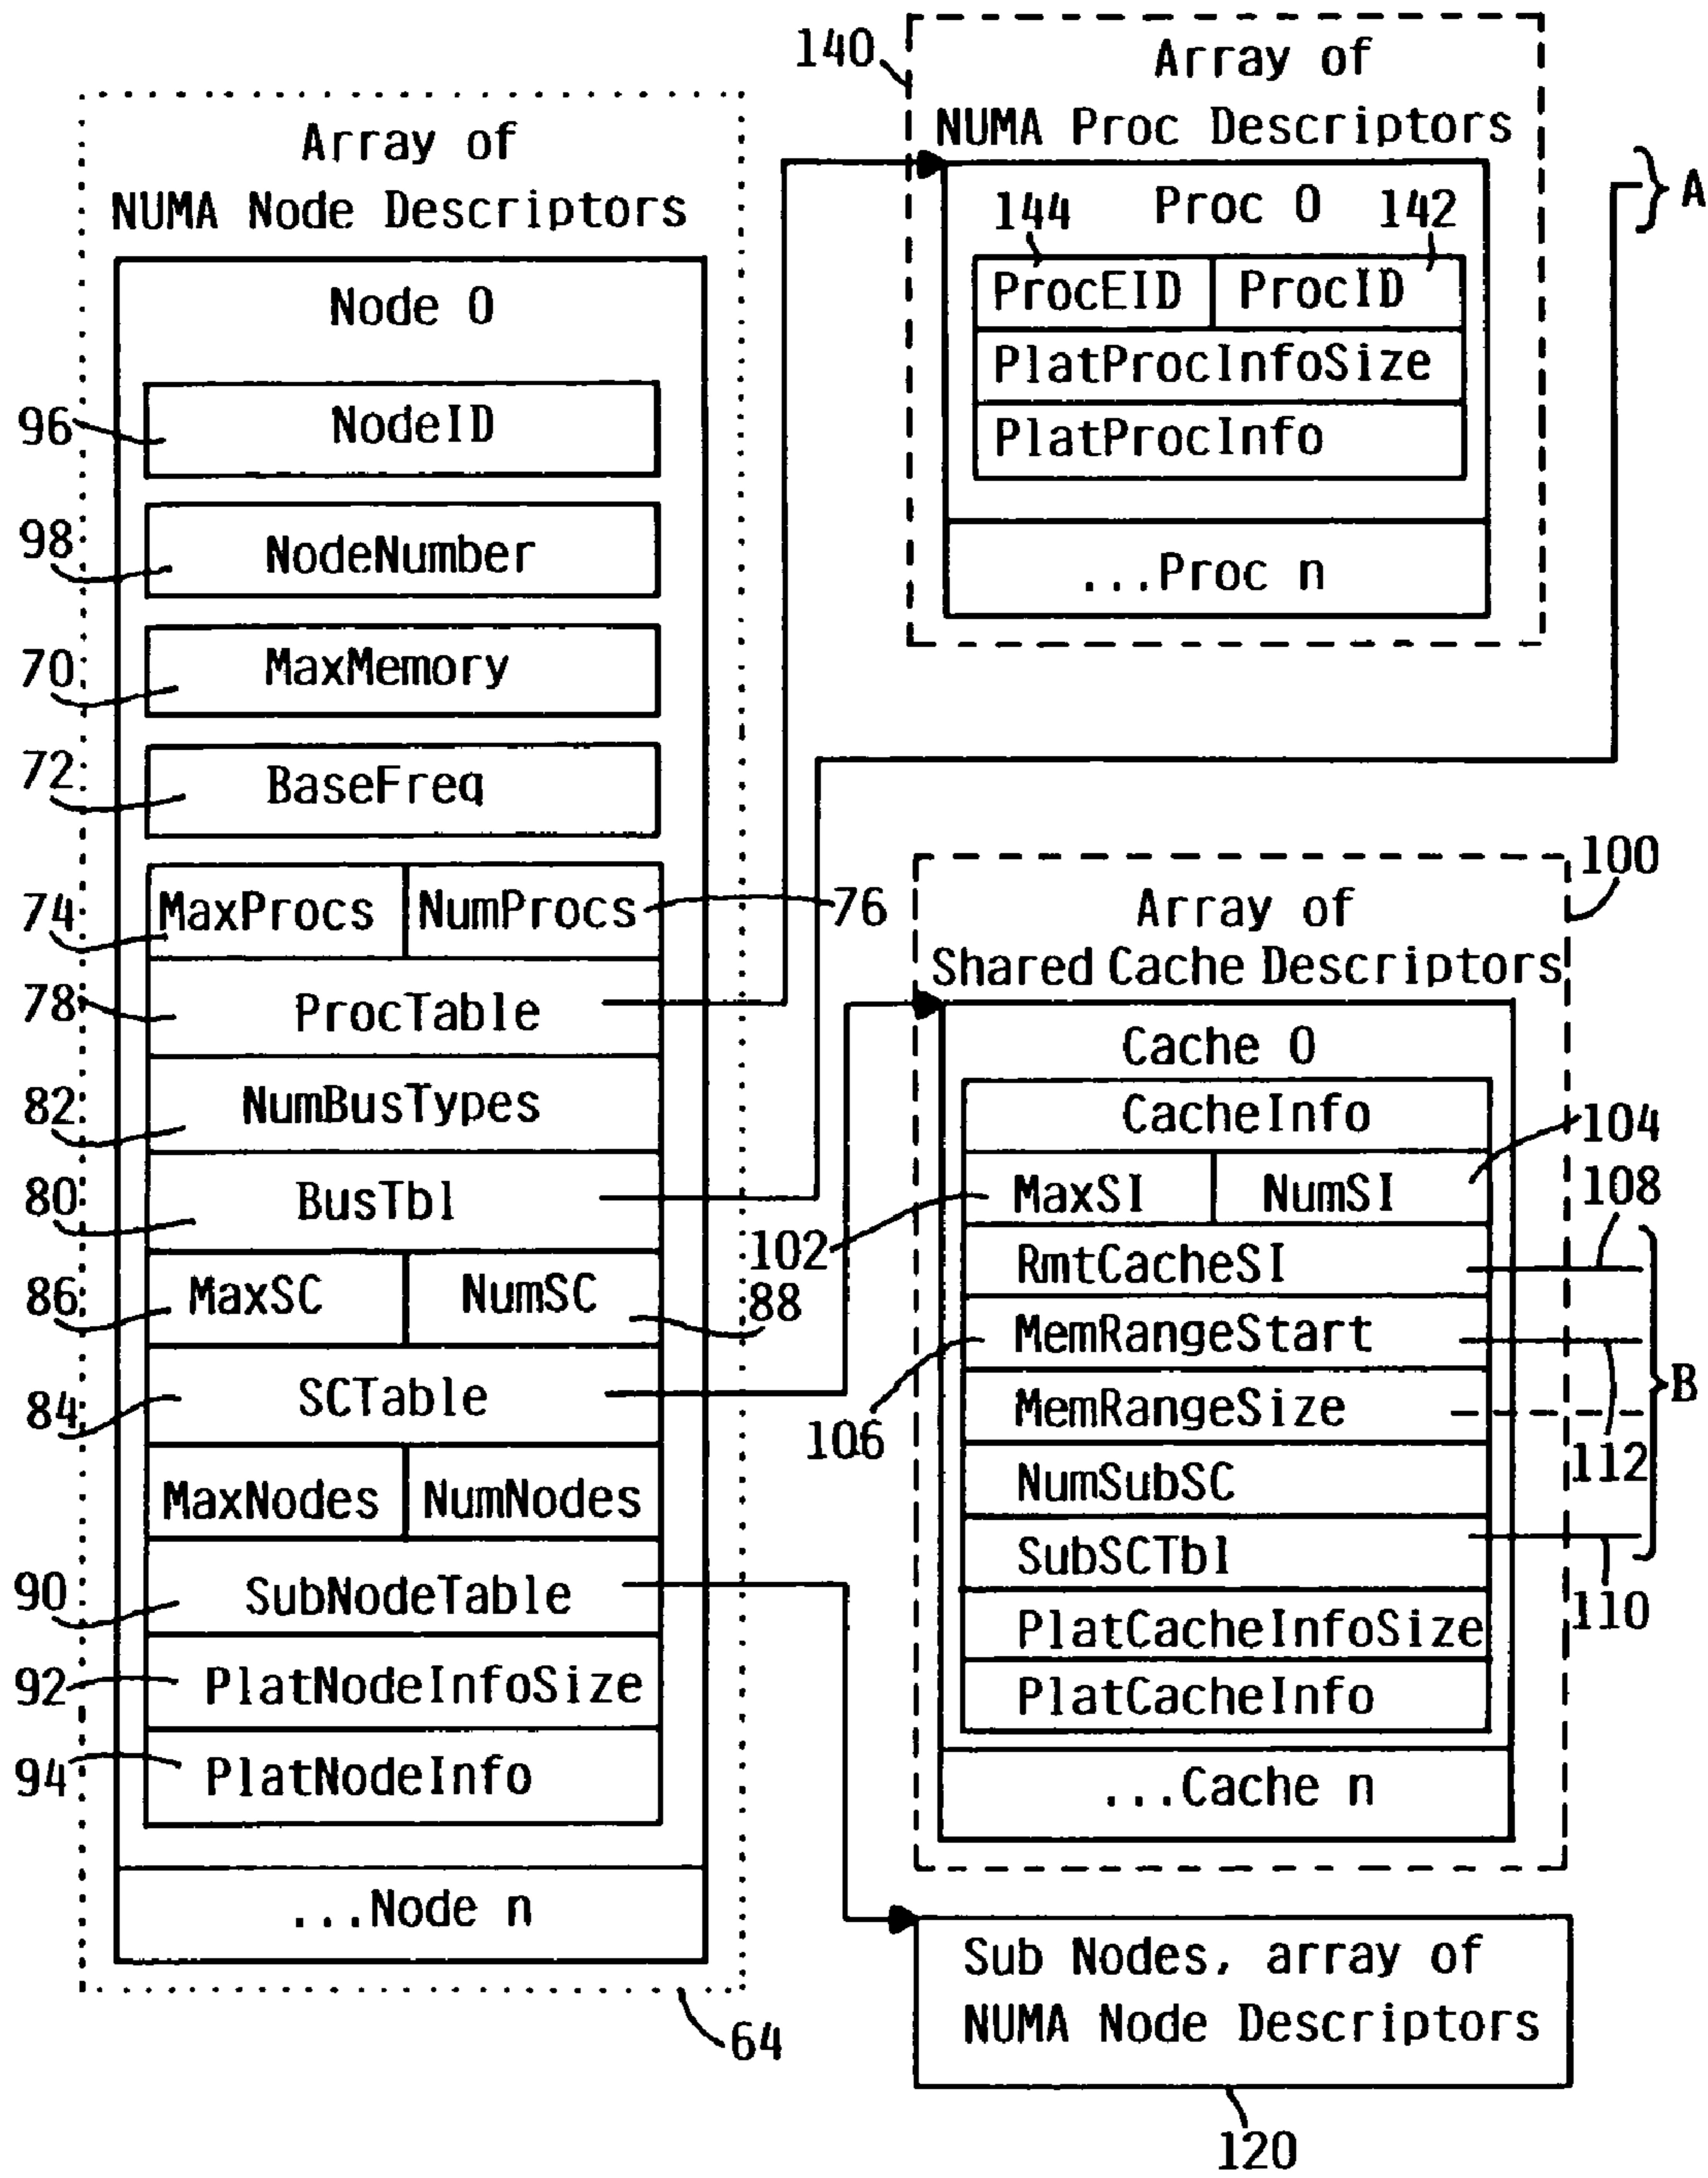 Array of
NUMA Node Descriptors
Node 0
96
NodeID
98
NodeNumber
70
MaxMemory
72
BaseFreq
74
MaxProcs
NumProcs
76
78
ProcTable
82
NumBusTypes
80
BusTbl
86
MaxSC
NumSC
88
84
SCTable
MaxNodes
NumNodes
90
SubNodeTable
92
PlatNodeInfoSize
94
PlatNodeInfo
...Node n
64
140
Array of
NUMA Proc Descriptors
144
Proc 0
142
ProcEID
ProcID
PlatProcInfoSize
PlatProcInfo
...Proc n
A
100
Array of
Shared Cache Descriptors
Cache 0
CacheInfo
104
MaxSI
NumSI
102
108
RmtCacheSI
MemRangeStart
106
MemRangeSize
112
B
NumSubSC
SubSCTbl
110
PlatCacheInfoSize
PlatCacheInfo
...Cache n
Sub Nodes, array of
NUMA Node Descriptors
120